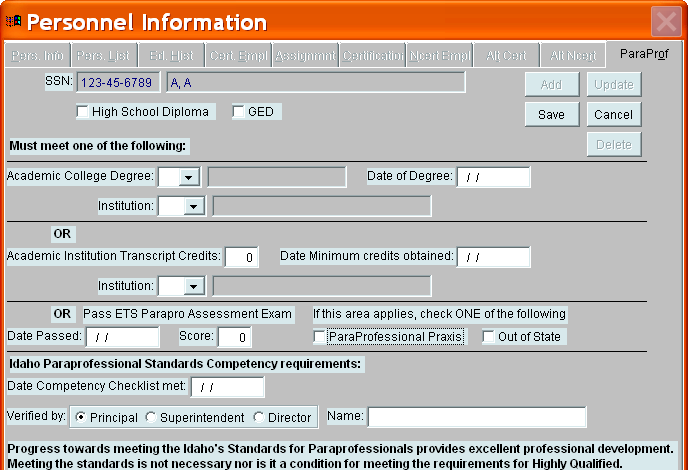 Personnel Information
Pers. Info Pers. List Ed. Hist Cert. Empl Assignmnt Certification Ncert Empl Alt Cert Alt Ncert ParaProf
SSN: 123-45-6789 A, A Add Update
High School Diploma GED Save Cancel
Must meet one of the following: Delete
Academic College Degree: Date of Degree: / /
Institution:
OR
Academic Institution Transcript Credits: 0 Date Minimum credits obtained: / /
Institution:
OR Pass ETS Parapro Assessment Exam If this area applies, check ONE of the following
Date Passed: / / Score: 0 ParaProfessional Praxis Out of State
Idaho Paraprofessional Standards Competency requirements:
Date Competency Checklist met: / /
Verified by: Principal Superintendent Director Name:
Progress towards meeting the Idaho's Standards for Paraprofessionals provides excellent professional development.
Meeting the standards is not necessary nor is it a condition for meeting the requirements for Highly Qualified.